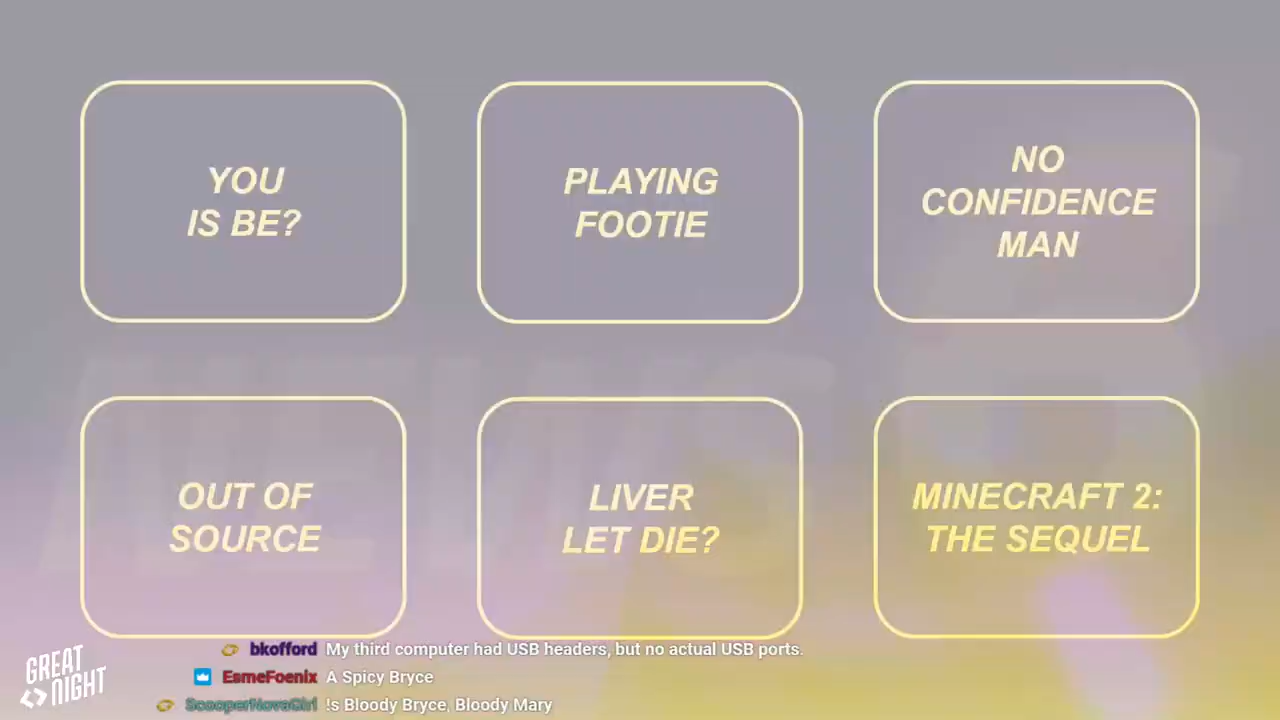 YOU
IS BE?
PLAYING
FOOTIE
NO
CONFIDENCE
MAN
OUT OF
SOURCE
LIVER
LET DIE?
MINECRAFT 2:
THE SEQUEL
bkofford My third computer had USB headers, but no actual USB ports.
EsmeFoenix A Spicy Bryce
ScooperNovaGirl !s Bloody Bryce, Bloody Mary
GREAT
NIGHT
NEWS